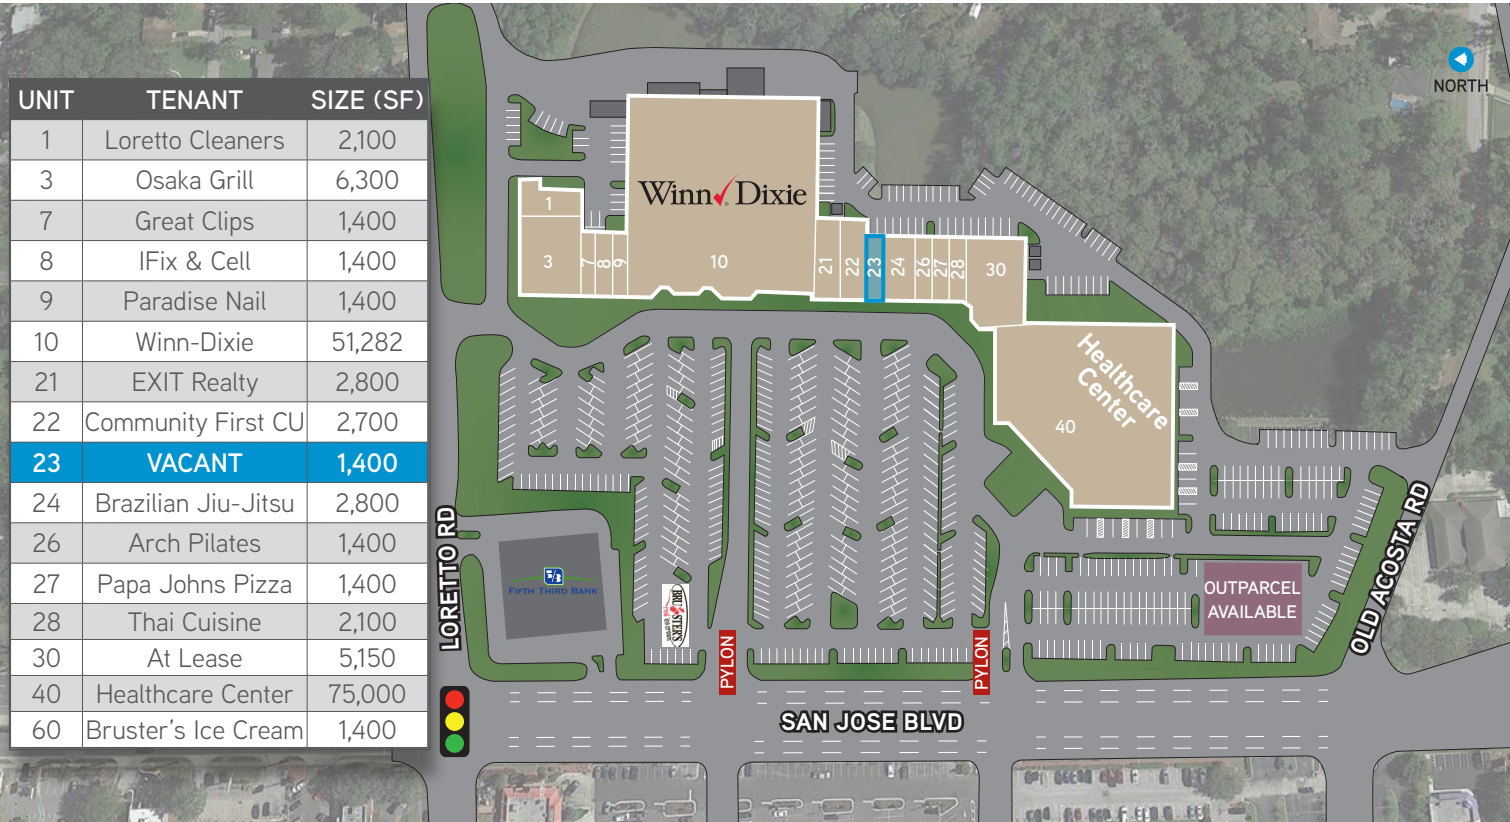 UNIT TENANT SIZE (SF)
1 Loretto Cleaners 2,100
3 Osaka Grill 6,300
7 Great Clips 1,400
8 IFix & Cell 1,400
9 Paradise Nail 1,400
10 Winn-Dixie 51,282
21 EXIT Realty 2,800
22 Community First CU 2,700
23 VACANT 1,400
24 Brazilian Jiu-Jitsu 2,800
26 Arch Pilates 1,400
27 Papa Johns Pizza 1,400
28 Thai Cuisine 2,100
30 At Lease 5,150
40 Healthcare Center 75,000
60 Bruster's Ice Cream 1,400
NORTH
Winn Dixie
1
3
7
8
9
10
21
22
23
24
26
27
28
30
Healthcare
Center
40
LORETTO RD
FIFTH THIRD BANK
BRUSTER'S
PYLON
PYLON
OUTPARCEL
AVAILABLE
OLD ACOSTA RD
SAN JOSE BLVD